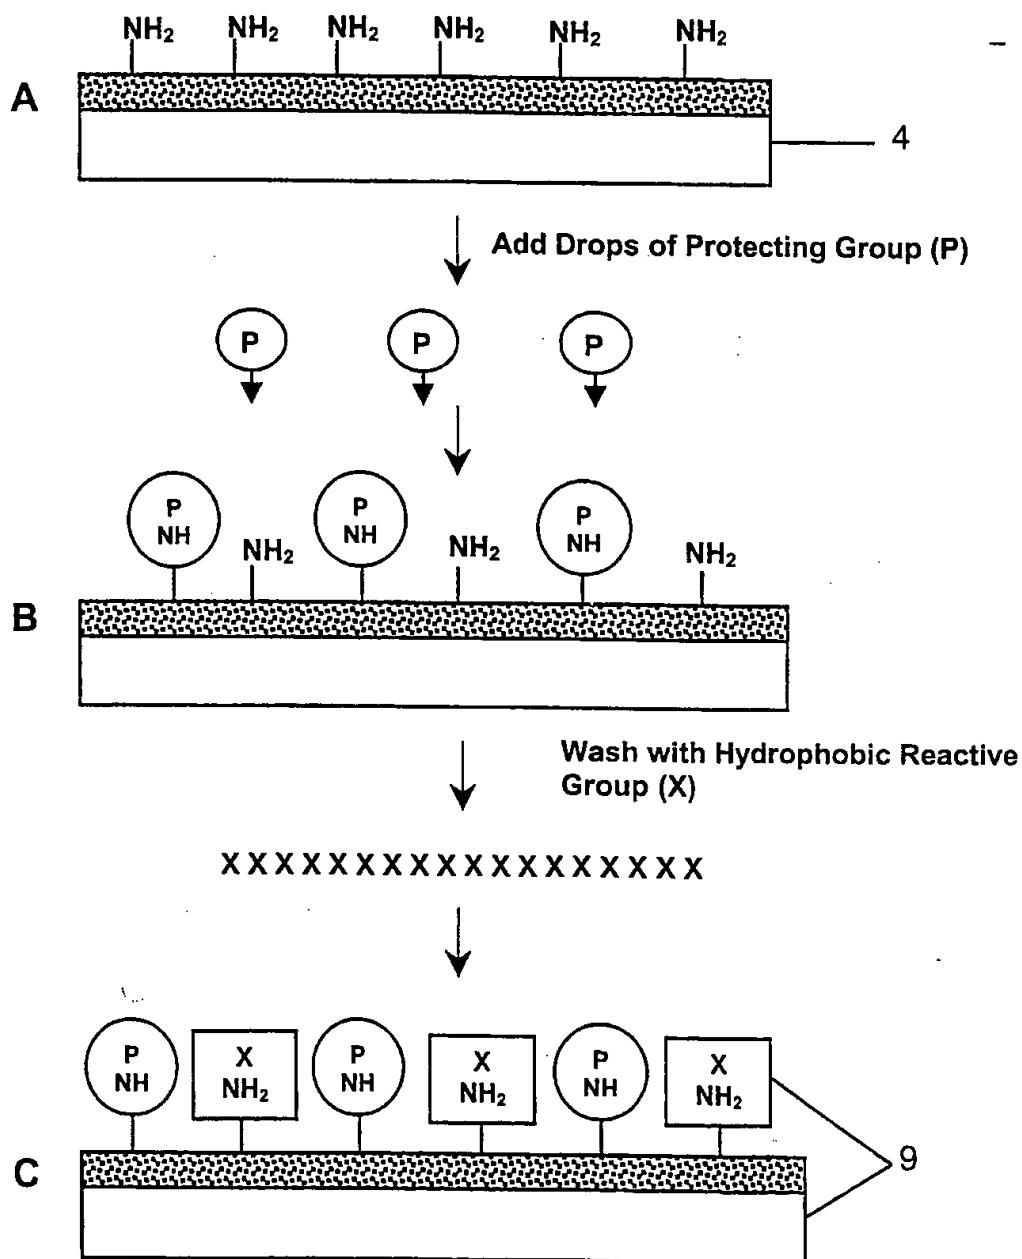 NH₂ NH₂ NH₂ NH₂ NH₂ NH₂
A
4
Add Drops of Protecting Group (P)
P P P
P P P
NH NH NH
NH₂ NH₂ NH₂
B
Wash with Hydrophobic Reactive
Group (X)
X X X X X X X X X X X X X X X X X X
P X P X P X
NH NH₂ NH NH₂ NH NH₂
C
9